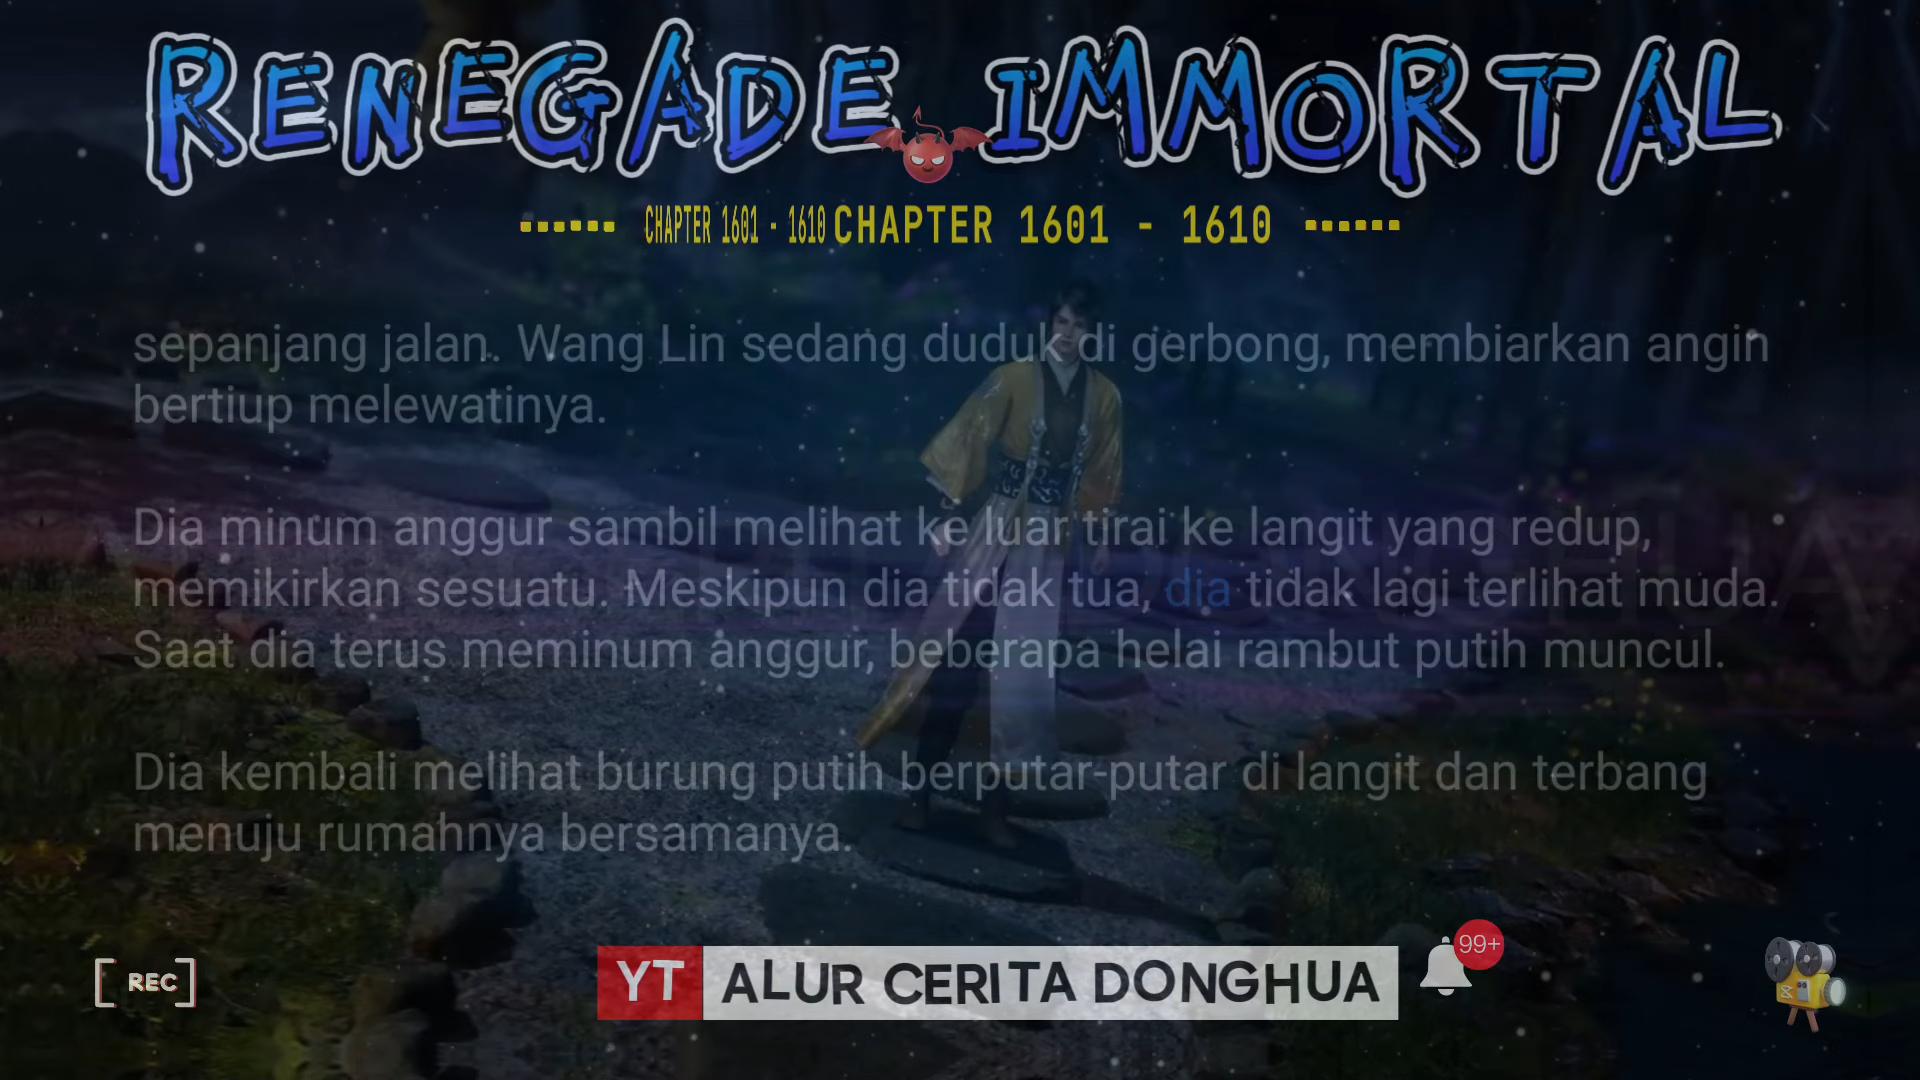 RENEGADE IMMORTAL
CHAPTER 1601 - 1610 CHAPTER 1601 - 1610
sepanjang jalan. Wang Lin sedang duduk di gerbong, membiarkan angin
bertiup melewatinya.
Dia minum anggur sambil melihat ke luar tirai ke langit yang redup,
memikirkan sesuatu. Meskipun dia tidak tua, dia tidak lagi terlihat muda.
Saat dia terus meminum anggur, beberapa helai rambut putih muncul.
Dia kembali melihat burung putih berputar-putar di langit dan terbang
menuju rumahnya bersamanya.
REC
YT ALUR CERITA DONGHUA
99+